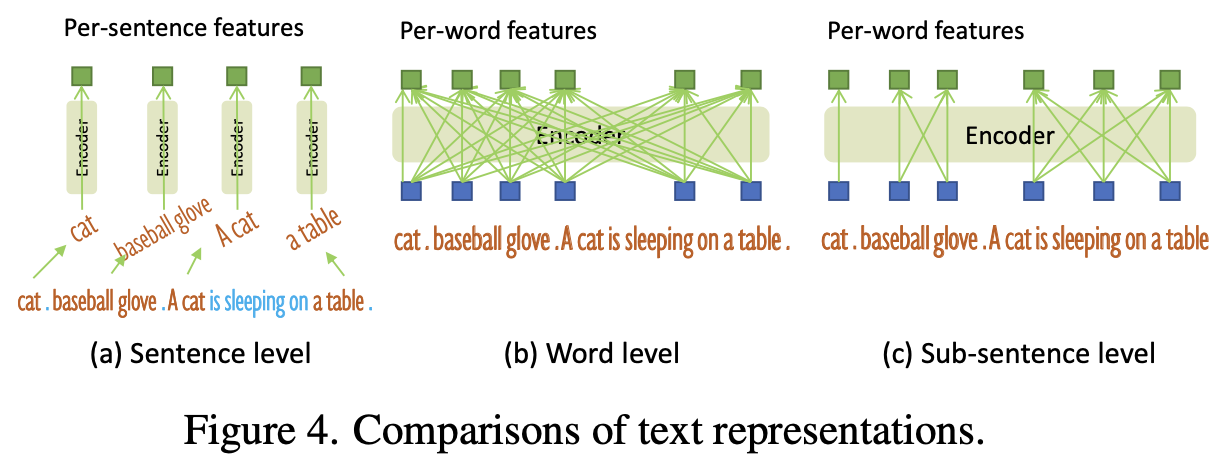 Per-sentence features
Per-word features
Per-word features
Encoder
Encoder
Encoder
Encoder
Encoder
Encoder
cat
baseball glove
A cat
a table
cat . baseball glove . A cat is sleeping on a table .
cat . baseball glove . A cat is sleeping on a table .
cat . baseball glove . A cat is sleeping on a table
(a) Sentence level
(b) Word level
(c) Sub-sentence level
Figure 4. Comparisons of text representations.